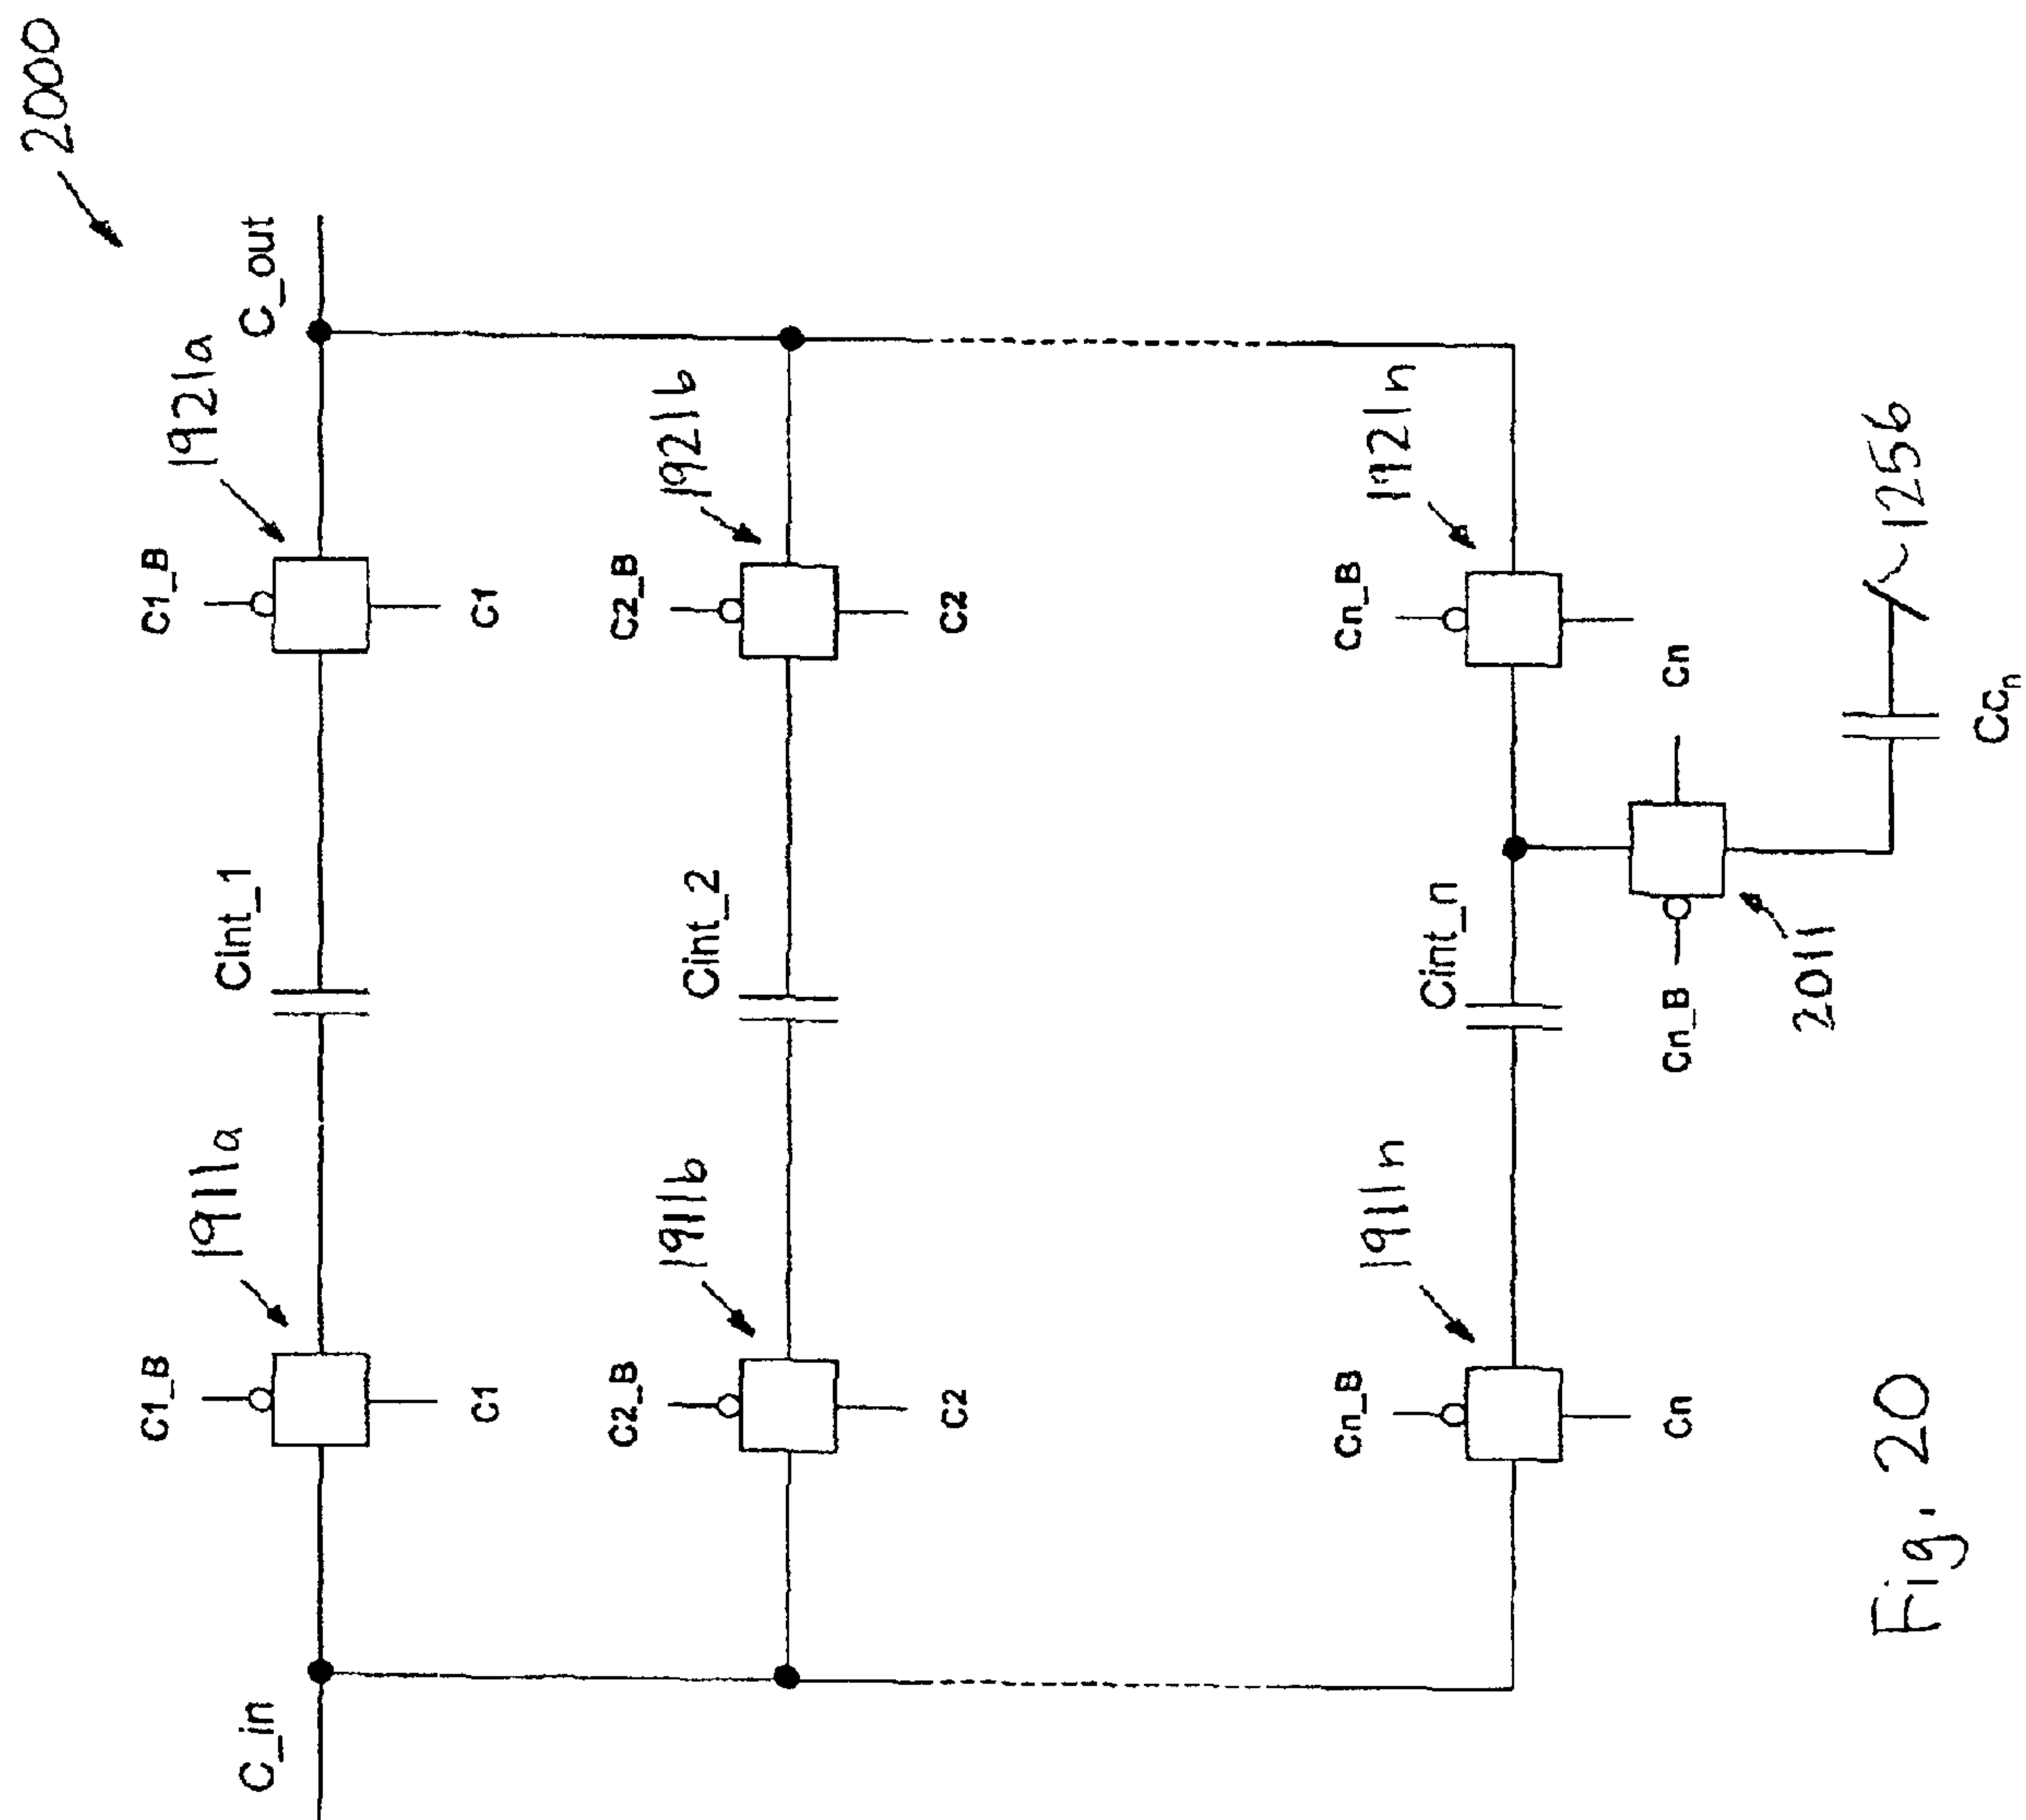 2000
C_in
C_out
1911a
1921a
C1_B
Cint_1
C1_B
C1
C1
1911b
1921b
C2_B
Cint_2
C2_B
C2
C2
1911n
1921n
Cn_B
Cint_n
Cn_B
Cn
Cn_B
Cn
2011
1256
Ccn
Fig. 20